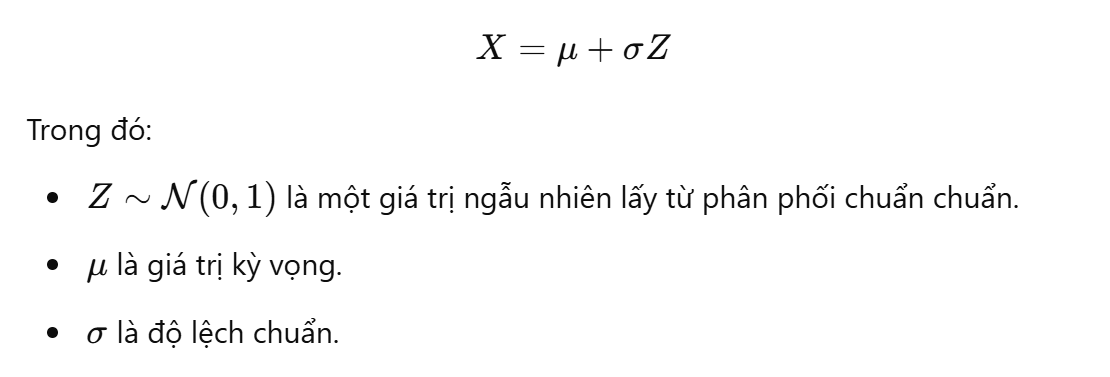 X = μ + σZ
Trong đó:
• Z ∼ 𝒩(0, 1) là một giá trị ngẫu nhiên lấy từ phân phối chuẩn chuẩn.
• μ là giá trị kỳ vọng.
• σ là độ lệch chuẩn.